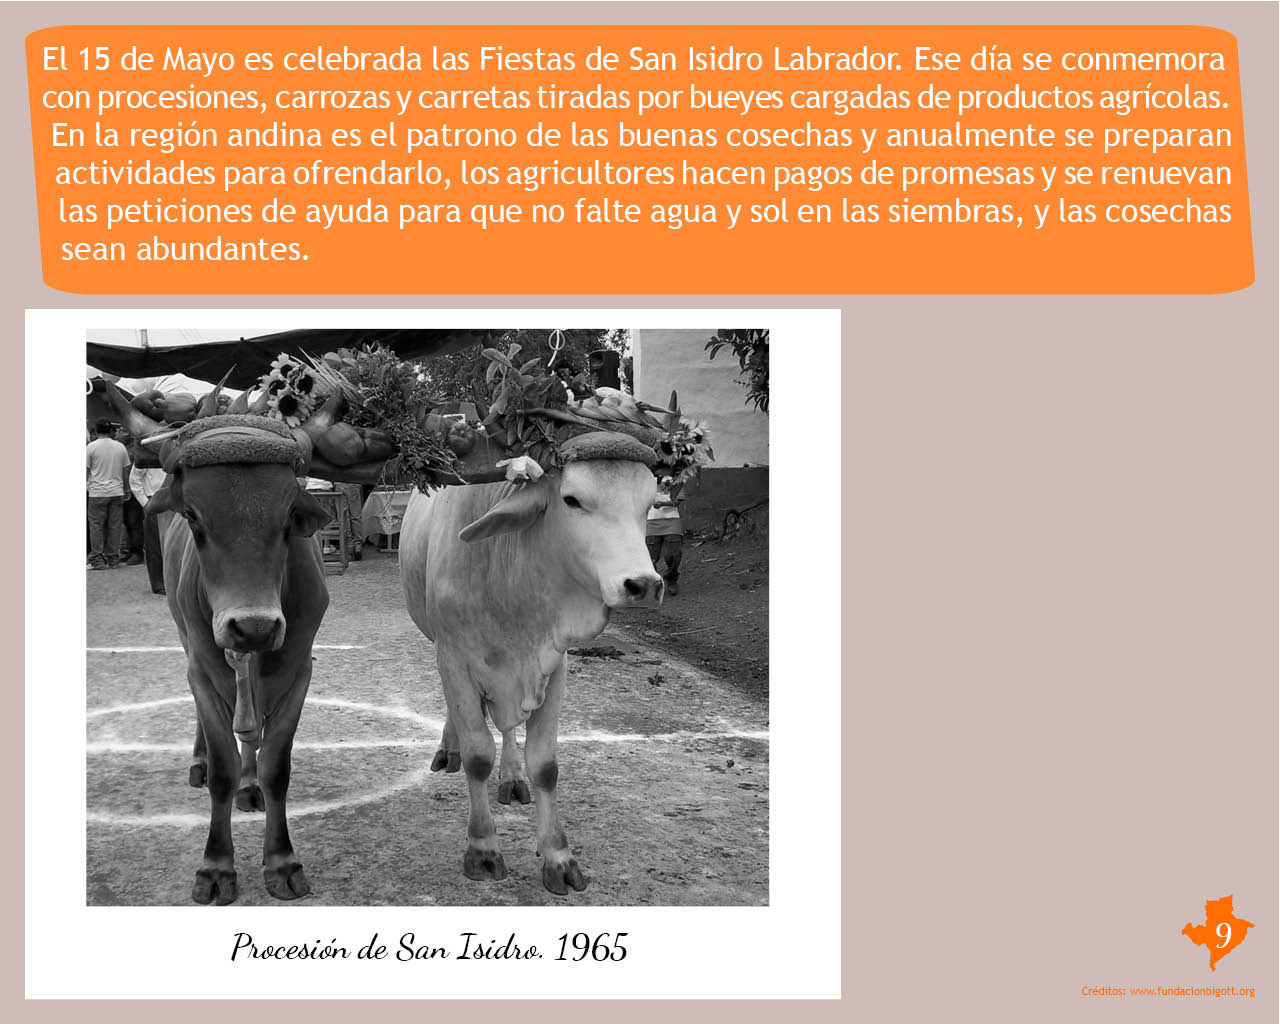 El 15 de Mayo es celebrada las Fiestas de San Isidro Labrador. Ese día se conmemora
con procesiones, carrozas y carretas tiradas por bueyes cargadas de productos agrícolas.
En la región andina es el patrono de las buenas cosechas y anualmente se preparan
actividades para ofrendarlo, los agricultores hacen pagos de promesas y se renuevan
las peticiones de ayuda para que no falte agua y sol en las siembras, y las cosechas
sean abundantes.
Procesión de San Isidro. 1965
9
Créditos: www.fundacionbigott.org